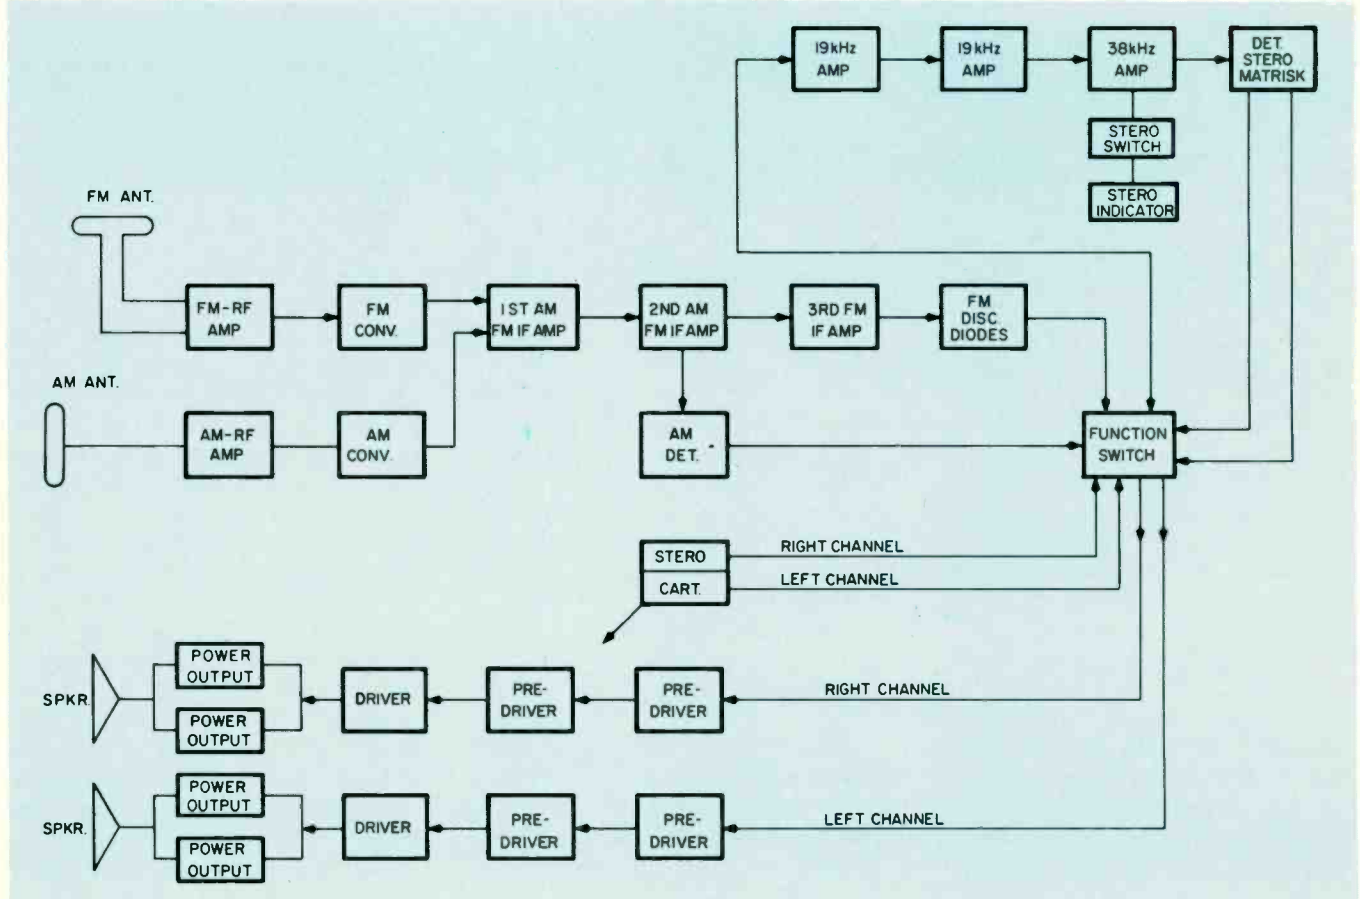 19kHz
AMP
19kHz
AMP
38kHz
AMP
DET.
STERO
MATRISK
STERO
SWITCH
STERO
INDICATOR
FM ANT.
FM-RF
AMP
FM
CONV.
1ST AM
FM IF AMP
2ND AM
FM IF AMP
3RD FM
IF AMP
FM
DISC.
DIODES
AM ANT.
AM-RF
AMP
AM
CONV.
AM
DET.
FUNCTION
SWITCH
STERO
CART.
RIGHT CHANNEL
LEFT CHANNEL
SPKR.
POWER
OUTPUT
POWER
OUTPUT
DRIVER
PRE-
DRIVER
PRE-
DRIVER
RIGHT CHANNEL
SPKR.
POWER
OUTPUT
POWER
OUTPUT
DRIVER
PRE-
DRIVER
PRE-
DRIVER
LEFT CHANNEL